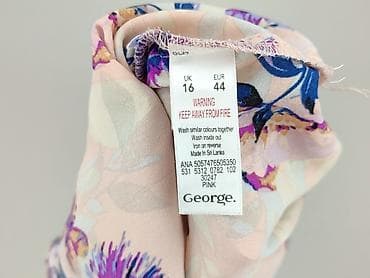 UK EUR
16 44
WARNING
KEEP AWAY FROM FIRE
Wash similar colours together
Wash inside out
Iron on reverse
Made In Sri Lanka
ANA 5057476505350
531 5312 0782 102
30247
PINK
George.